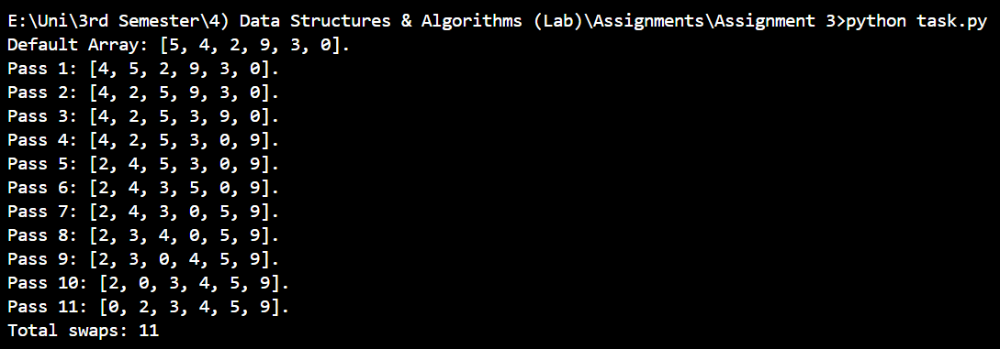 E:\Uni\3rd Semester\4) Data Structures & Algorithms (Lab)\Assignments\Assignment 3>python task.py
Default Array: [5, 4, 2, 9, 3, 0].
Pass 1: [4, 5, 2, 9, 3, 0].
Pass 2: [4, 2, 5, 9, 3, 0].
Pass 3: [4, 2, 5, 3, 9, 0].
Pass 4: [4, 2, 5, 3, 0, 9].
Pass 5: [2, 4, 5, 3, 0, 9].
Pass 6: [2, 4, 3, 5, 0, 9].
Pass 7: [2, 4, 3, 0, 5, 9].
Pass 8: [2, 3, 4, 0, 5, 9].
Pass 9: [2, 3, 0, 4, 5, 9].
Pass 10: [2, 0, 3, 4, 5, 9].
Pass 11: [0, 2, 3, 4, 5, 9].
Total swaps: 11